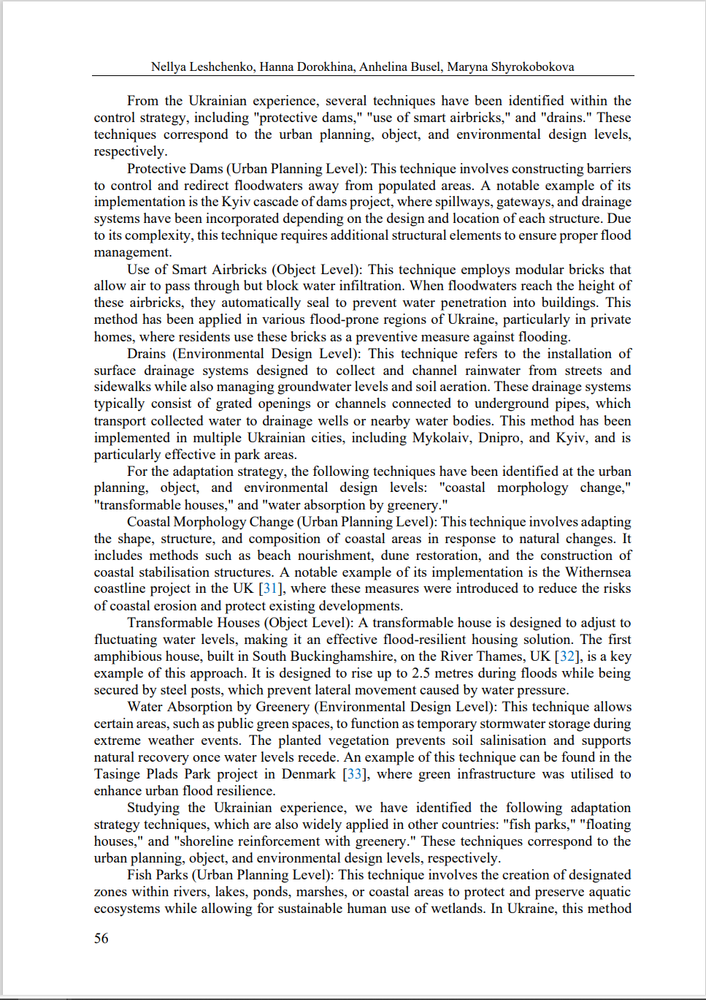 Nellya Leshchenko, Hanna Dorokhina, Anhelina Busel, Maryna Shyrokobokova
From the Ukrainian experience, several techniques have been identified within the
control strategy, including "protective dams," "use of smart airbricks," and "drains." These
techniques correspond to the urban planning, object, and environmental design levels,
respectively.
Protective Dams (Urban Planning Level): This technique involves constructing barriers
to control and redirect floodwaters away from populated areas. A notable example of its
implementation is the Kyiv cascade of dams project, where spillways, gateways, and drainage
systems have been incorporated depending on the design and location of each structure. Due
to its complexity, this technique requires additional structural elements to ensure proper flood
management.
Use of Smart Airbricks (Object Level): This technique employs modular bricks that
allow air to pass through but block water infiltration. When floodwaters reach the height of
these airbricks, they automatically seal to prevent water penetration into buildings. This
method has been applied in various flood-prone regions of Ukraine, particularly in private
homes, where residents use these bricks as a preventive measure against flooding.
Drains (Environmental Design Level): This technique refers to the installation of
surface drainage systems designed to collect and channel rainwater from streets and
sidewalks while also managing groundwater levels and soil aeration. These drainage systems
typically consist of grated openings or channels connected to underground pipes, which
transport collected water to drainage wells or nearby water bodies. This method has been
implemented in multiple Ukrainian cities, including Mykolaiv, Dnipro, and Kyiv, and is
particularly effective in park areas.
For the adaptation strategy, the following techniques have been identified at the urban
planning, object, and environmental design levels: "coastal morphology change,"
"transformable houses," and "water absorption by greenery."
Coastal Morphology Change (Urban Planning Level): This technique involves adapting
the shape, structure, and composition of coastal areas in response to natural changes. It
includes methods such as beach nourishment, dune restoration, and the construction of
coastal stabilisation structures. A notable example of its implementation is the Withernsea
coastline project in the UK [31], where these measures were introduced to reduce the risks
of coastal erosion and protect existing developments.
Transformable Houses (Object Level): A transformable house is designed to adjust to
fluctuating water levels, making it an effective flood-resilient housing solution. The first
amphibious house, built in South Buckinghamshire, on the River Thames, UK [32], is a key
example of this approach. It is designed to rise up to 2.5 metres during floods while being
secured by steel posts, which prevent lateral movement caused by water pressure.
Water Absorption by Greenery (Environmental Design Level): This technique allows
certain areas, such as public green spaces, to function as temporary stormwater storage during
extreme weather events. The planted vegetation prevents soil salinisation and supports
natural recovery once water levels recede. An example of this technique can be found in the
Tasinge Plads Park project in Denmark [33], where green infrastructure was utilised to
enhance urban flood resilience.
Studying the Ukrainian experience, we have identified the following adaptation
strategy techniques, which are also widely applied in other countries: "fish parks," "floating
houses," and "shoreline reinforcement with greenery." These techniques correspond to the
urban planning, object, and environmental design levels, respectively.
Fish Parks (Urban Planning Level): This technique involves the creation of designated
zones within rivers, lakes, ponds, marshes, or coastal areas to protect and preserve aquatic
ecosystems while allowing for sustainable human use of wetlands. In Ukraine, this method
56